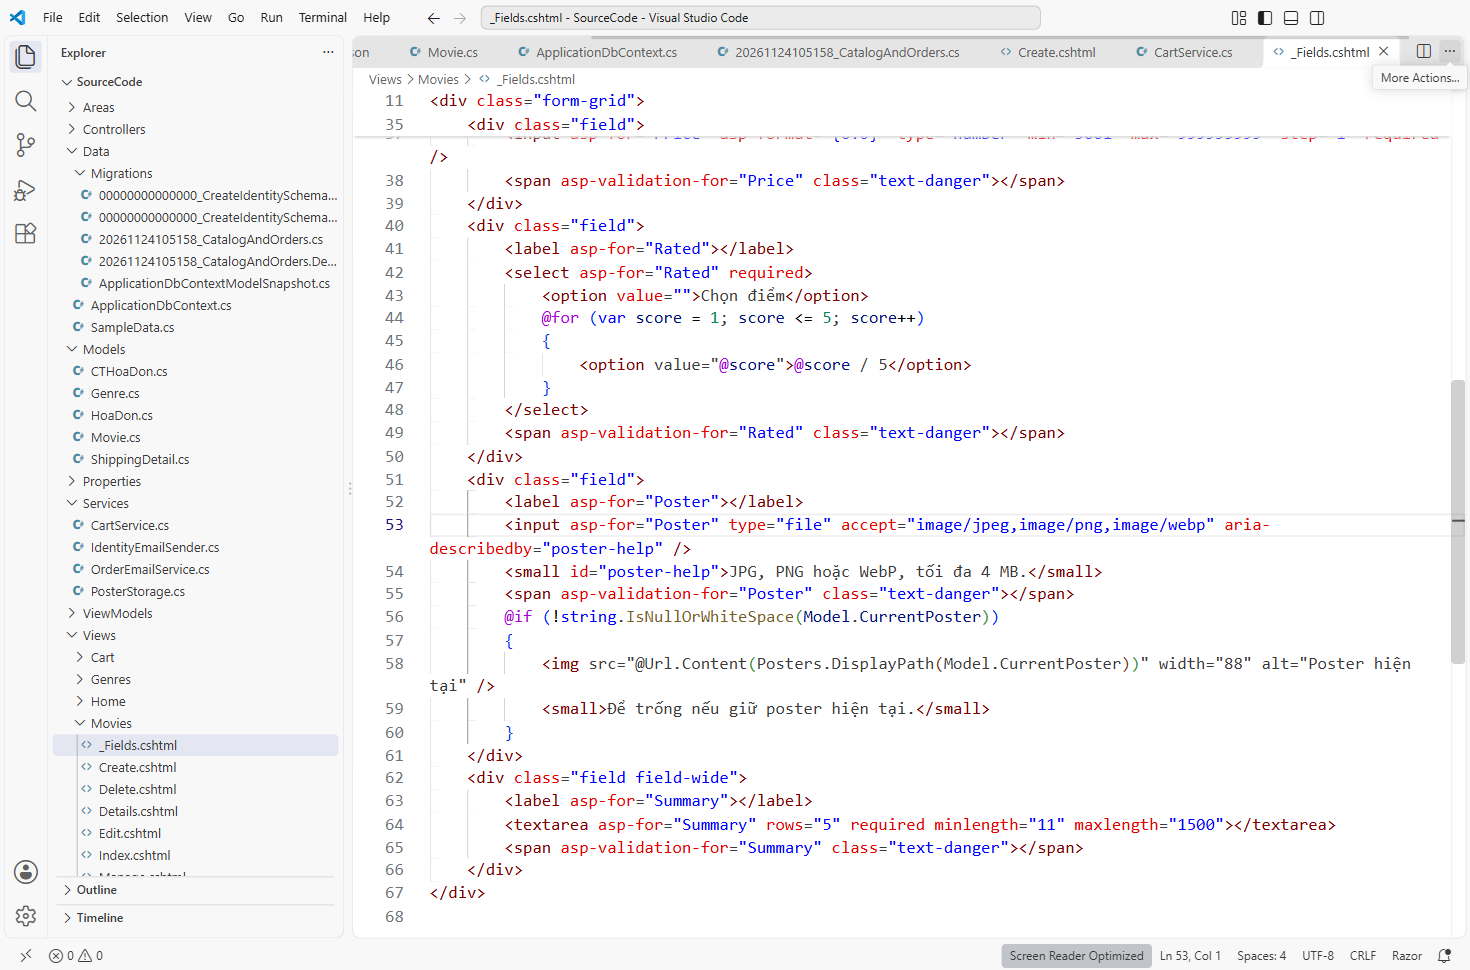 File Edit Selection View Go Run Terminal Help
_Fields.cshtml - SourceCode - Visual Studio Code
Explorer
SourceCode
Areas
Controllers
Data
Migrations
00000000000000_CreateIdentitySchema...
00000000000000_CreateIdentitySchema...
20261124105158_CatalogAndOrders.cs
20261124105158_CatalogAndOrders.De...
ApplicationDbContextModelSnapshot.cs
ApplicationDbContext.cs
SampleData.cs
Models
CTHoaDon.cs
Genre.cs
HoaDon.cs
Movie.cs
ShippingDetail.cs
Properties
Services
CartService.cs
IdentityEmailSender.cs
OrderEmailService.cs
PosterStorage.cs
ViewModels
Views
Cart
Genres
Home
Movies
_Fields.cshtml
Create.cshtml
Delete.cshtml
Details.cshtml
Edit.cshtml
Index.cshtml
Outline
Timeline
son Movie.cs ApplicationDbContext.cs 20261124105158_CatalogAndOrders.cs Create.cshtml CartService.cs _Fields.cshtml
More Actions...
Views > Movies > _Fields.cshtml
11 <div class="form-grid">
35 <div class="field">
/>
38 <span asp-validation-for="Price" class="text-danger"></span>
39 </div>
40 <div class="field">
41 <label asp-for="Rated"></label>
42 <select asp-for="Rated" required>
43 <option value="">Chọn điểm</option>
44 @for (var score = 1; score <= 5; score++)
45 {
46 <option value="@score">@score / 5</option>
47 }
48 </select>
49 <span asp-validation-for="Rated" class="text-danger"></span>
50 </div>
51 <div class="field">
52 <label asp-for="Poster"></label>
53 <input asp-for="Poster" type="file" accept="image/jpeg,image/png,image/webp" aria-
describedby="poster-help" />
54 <small id="poster-help">JPG, PNG hoặc WebP, tối đa 4 MB.</small>
55 <span asp-validation-for="Poster" class="text-danger"></span>
56 @if (!string.IsNullOrWhiteSpace(Model.CurrentPoster))
57 {
58 <img src="@Url.Content(Posters.DisplayPath(Model.CurrentPoster))" width="88" alt="Poster hiện
tại" />
59 <small>Để trống nếu giữ poster hiện tại.</small>
60 }
61 </div>
62 <div class="field field-wide">
63 <label asp-for="Summary"></label>
64 <textarea asp-for="Summary" rows="5" required minlength="11" maxlength="1500"></textarea>
65 <span asp-validation-for="Summary" class="text-danger"></span>
66 </div>
67 </div>
68
0 0
Screen Reader Optimized Ln 53, Col 1 Spaces: 4 UTF-8 CRLF Razor